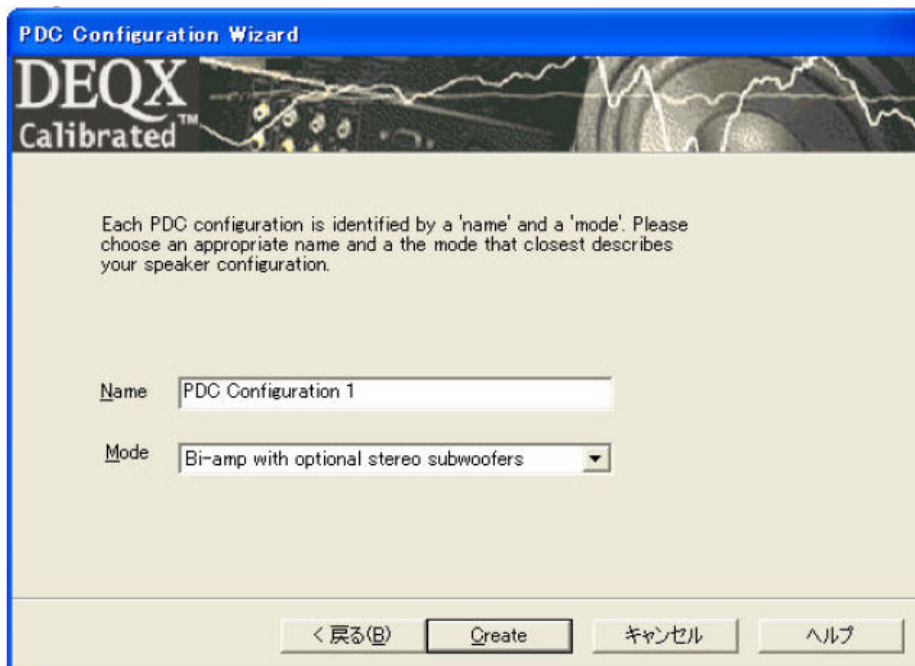 PDC Configuration Wizard
DEQX
Calibrated™
Each PDC configuration is identified by a 'name' and a 'mode'. Please
choose an appropriate name and a the mode that closest describes
your speaker configuration.
Name PDC Configuration 1
Mode Bi-amp with optional stereo subwoofers
< 戻る(B) Create キャンセル ヘルプ